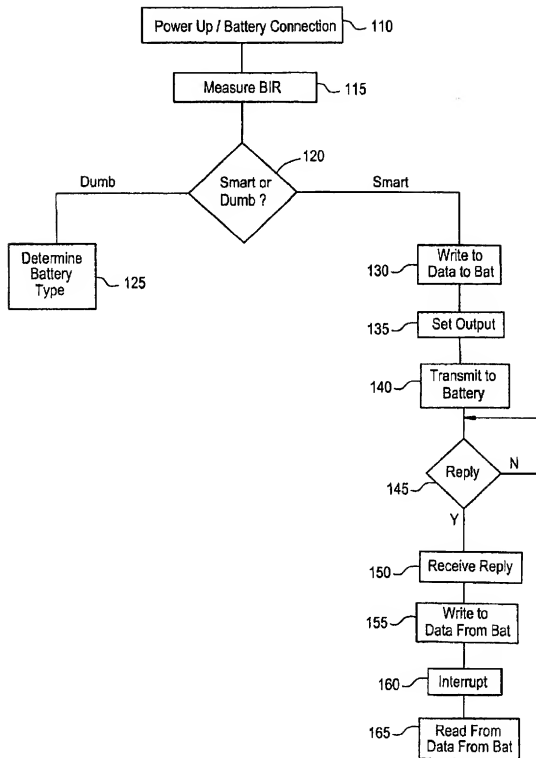 Power Up / Battery Connection
110
Measure BIR
115
Smart or
Dumb ?
120
Dumb
Smart
Determine
Battery
Type
125
Write to
Data to Bat
130
Set Output
135
Transmit to
Battery
140
Reply
145
N
Y
Receive Reply
150
Write to
Data From Bat
155
Interrupt
160
Read From
Data From Bat
165